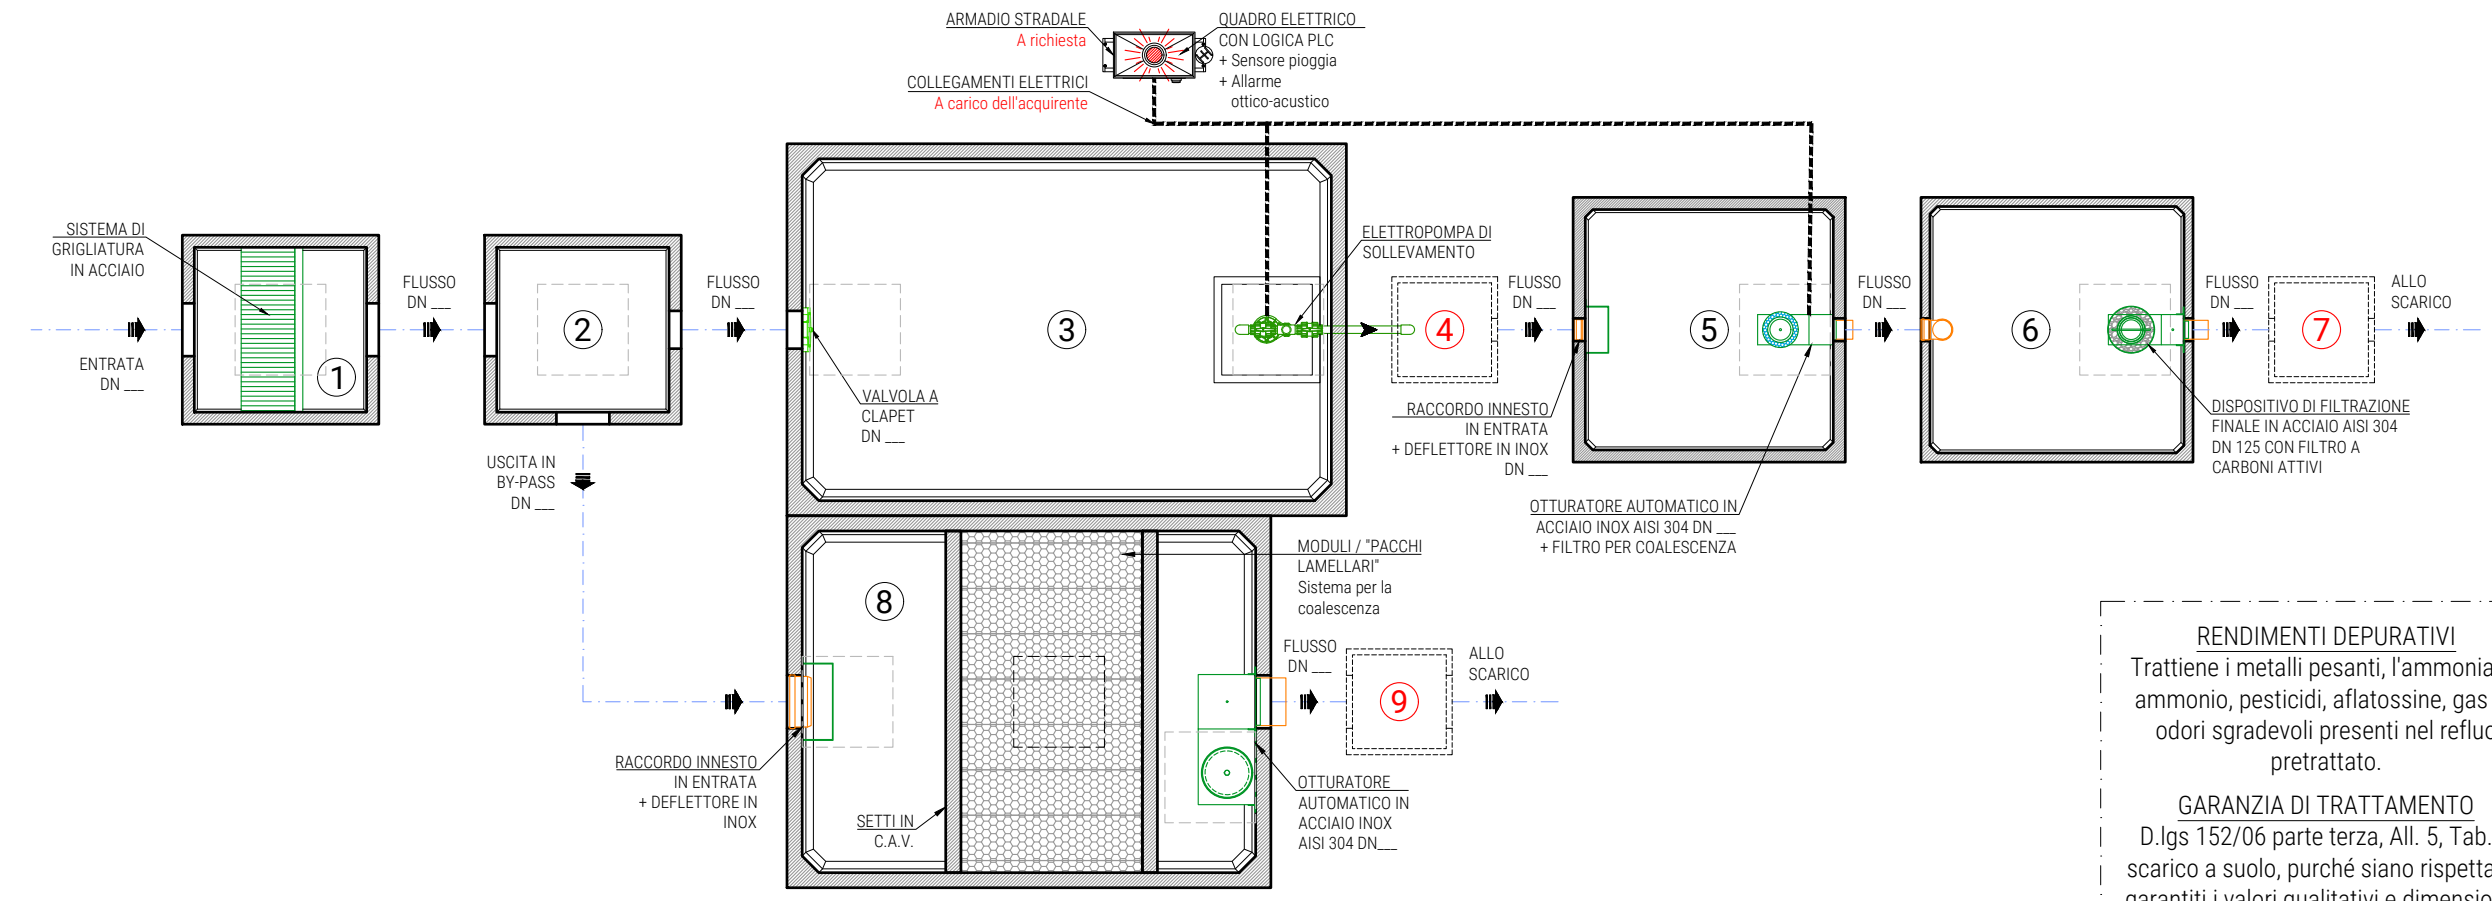 ARMADIO STRADALE
A richiesta
QUADRO ELETTRICO
CON LOGICA PLC
+ Sensore pioggia
+ Allarme
ottico-acustico
COLLEGAMENTI ELETTRICI
A carico dell'acquirente
SISTEMA DI
GRIGLIATURA
IN ACCIAIO
ENTRATA
DN ___
1
FLUSSO
DN ___
2
FLUSSO
DN ___
USCITA IN
BY-PASS
DN ___
3
VALVOLA A
CLAPET
DN ___
ELETTROPOMPA DI
SOLLEVAMENTO
4
FLUSSO
DN ___
RACCORDO INNESTO
IN ENTRATA
+ DEFLETTORE IN INOX
DN ___
5
OTTURATORE AUTOMATICO IN
ACCIAIO INOX AISI 304 DN ___
+ FILTRO PER COALESCENZA
FLUSSO
DN ___
6
FLUSSO
DN ___
DISPOSITIVO DI FILTRAZIONE
FINALE IN ACCIAIO AISI 304
DN 125 CON FILTRO A
CARBONI ATTIVI
7
ALLO
SCARICO
8
MODULI / "PACCHI
LAMELLARI"
Sistema per la
coalescenza
RACCORDO INNESTO
IN ENTRATA
+ DEFLETTORE IN
INOX
SETTI IN
C.A.V.
OTTURATORE
AUTOMATICO IN
ACCIAIO INOX
AISI 304 DN___
FLUSSO
DN ___
9
ALLO
SCARICO
RENDIMENTI DEPURATIVI
Trattiene i metalli pesanti, l'ammonia
ammonio, pesticidi, aflatossine, gas
odori sgradevoli presenti nel refluo
pretrattato.
GARANZIA DI TRATTAMENTO
D.lgs 152/06 parte terza, All. 5, Tab.
scarico a suolo, purché siano rispetta
garantiti i valori qualitativi e dimensio